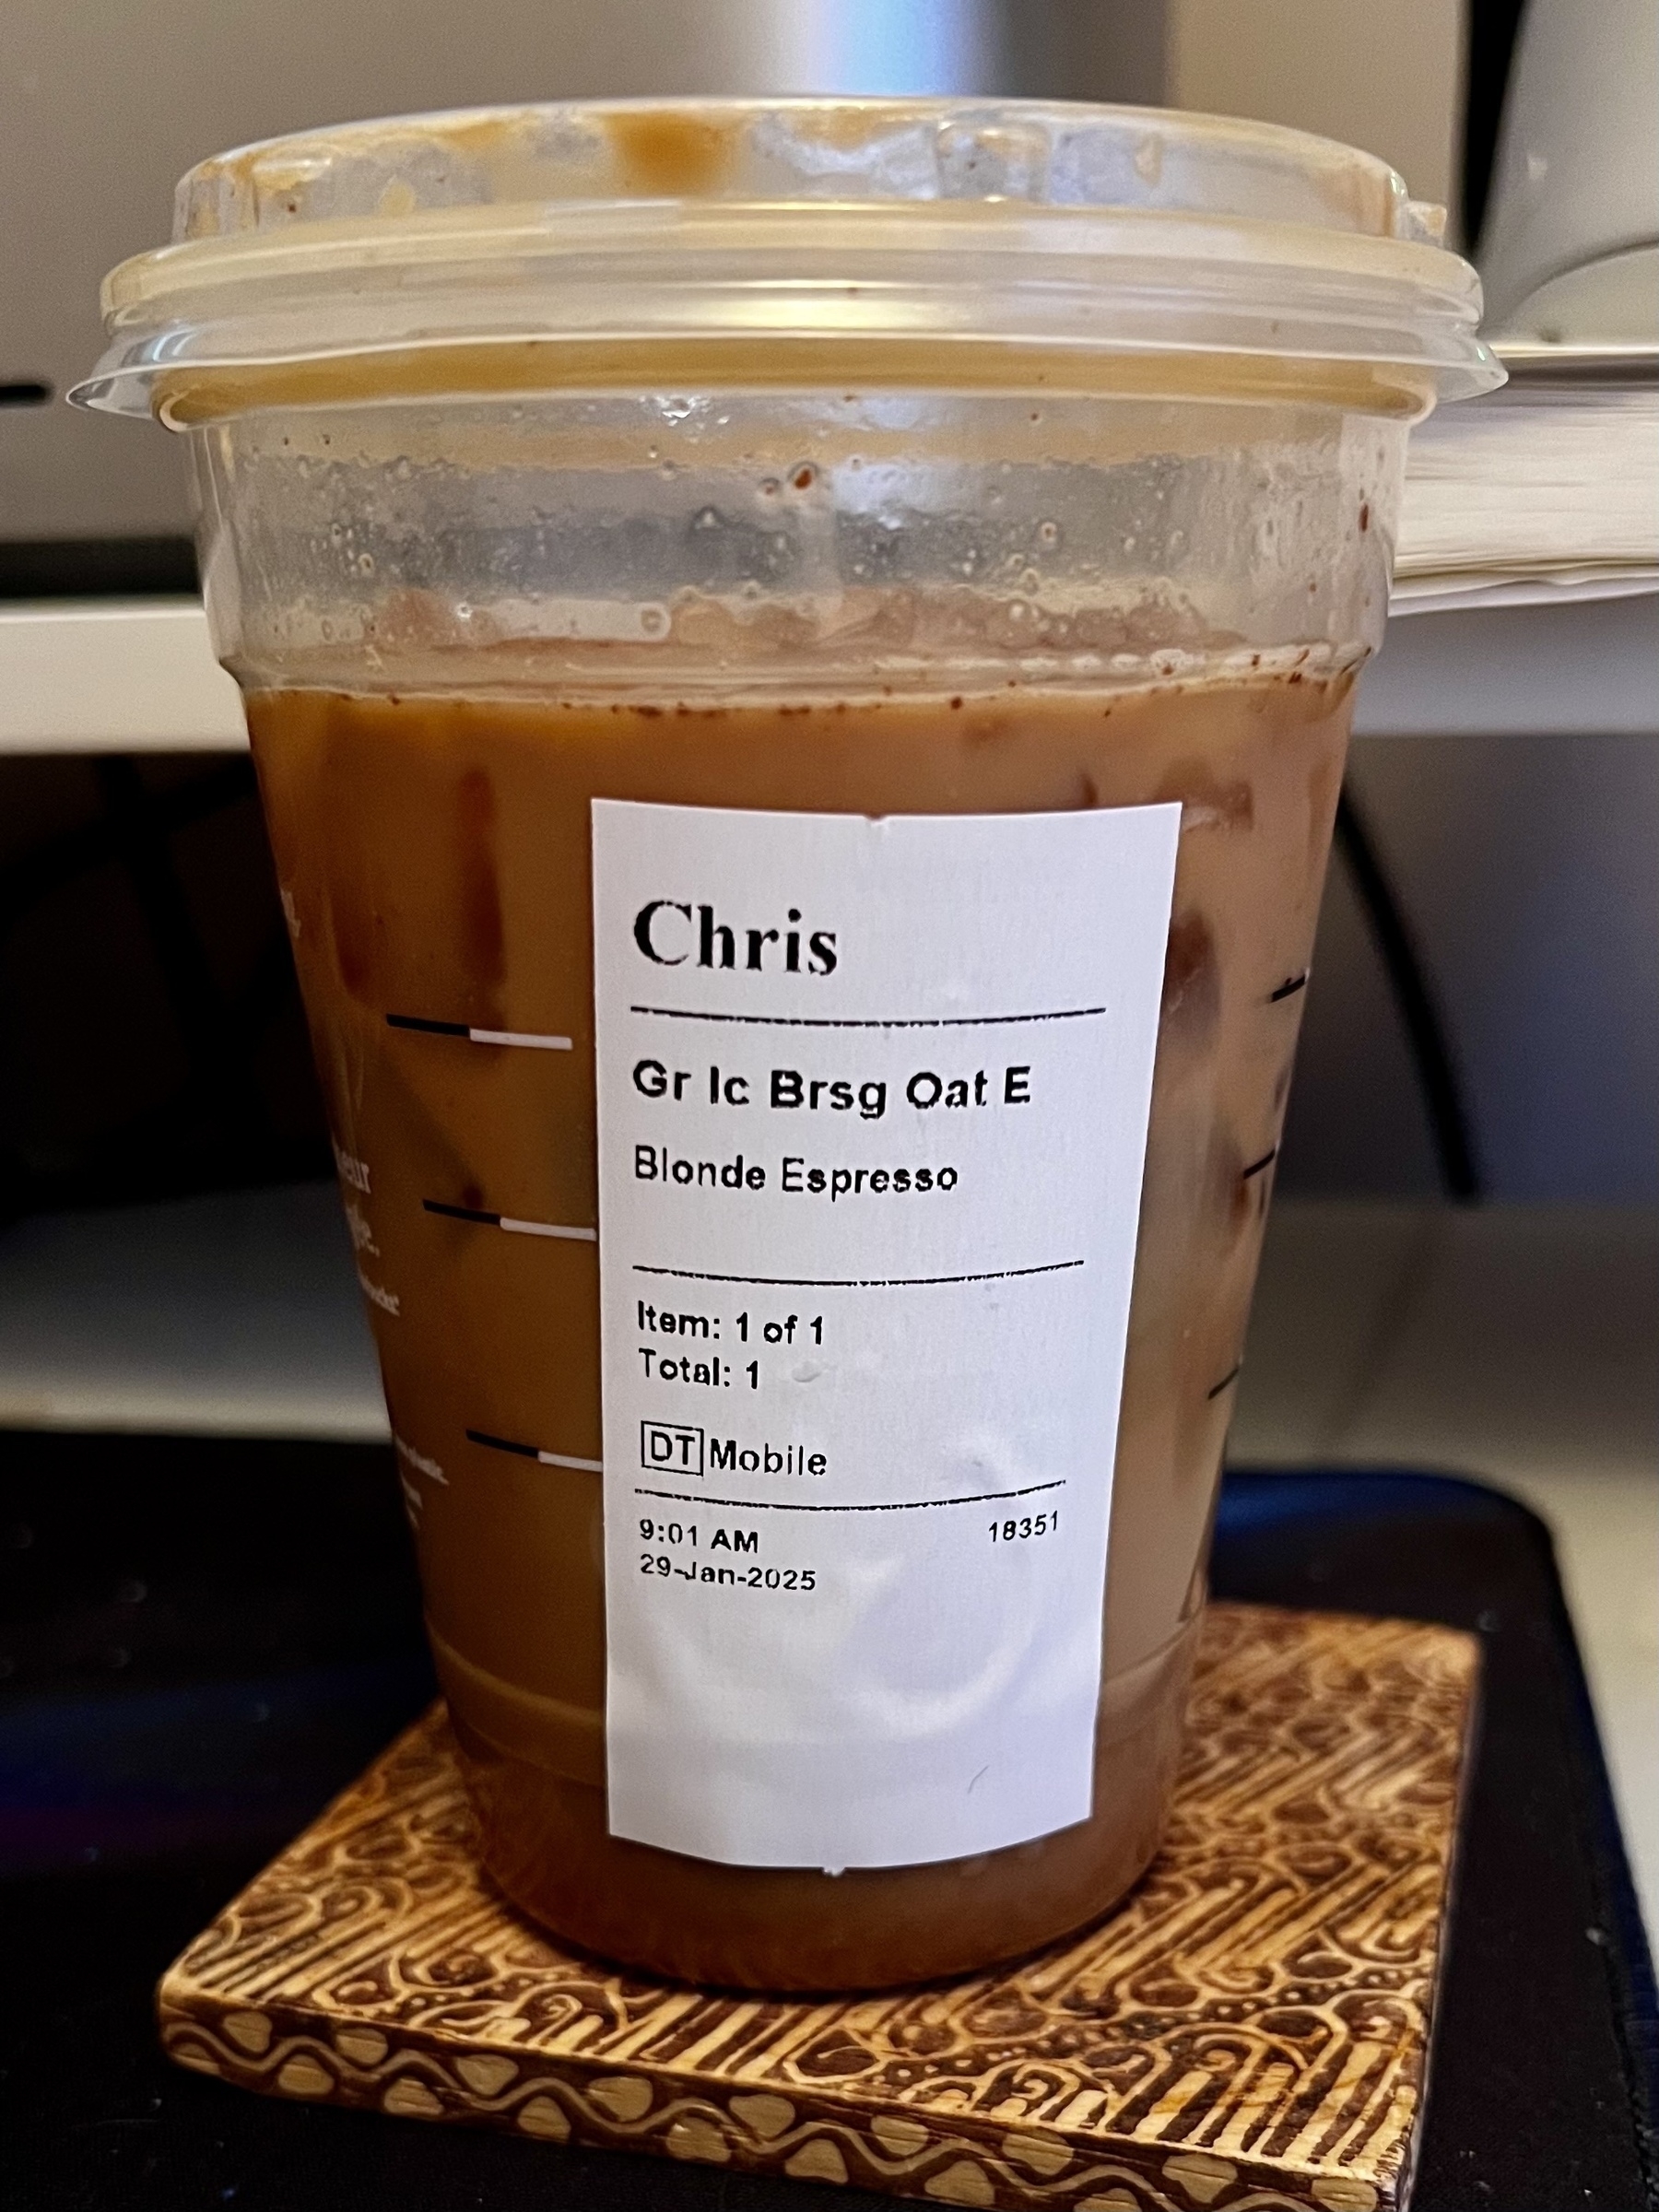 Chris
Gr Ic Brsg Oat E
Blonde Espresso
Item: 1 of 1
Total: 1
DT Mobile
9:01 AM 18351
29-Jan-2025